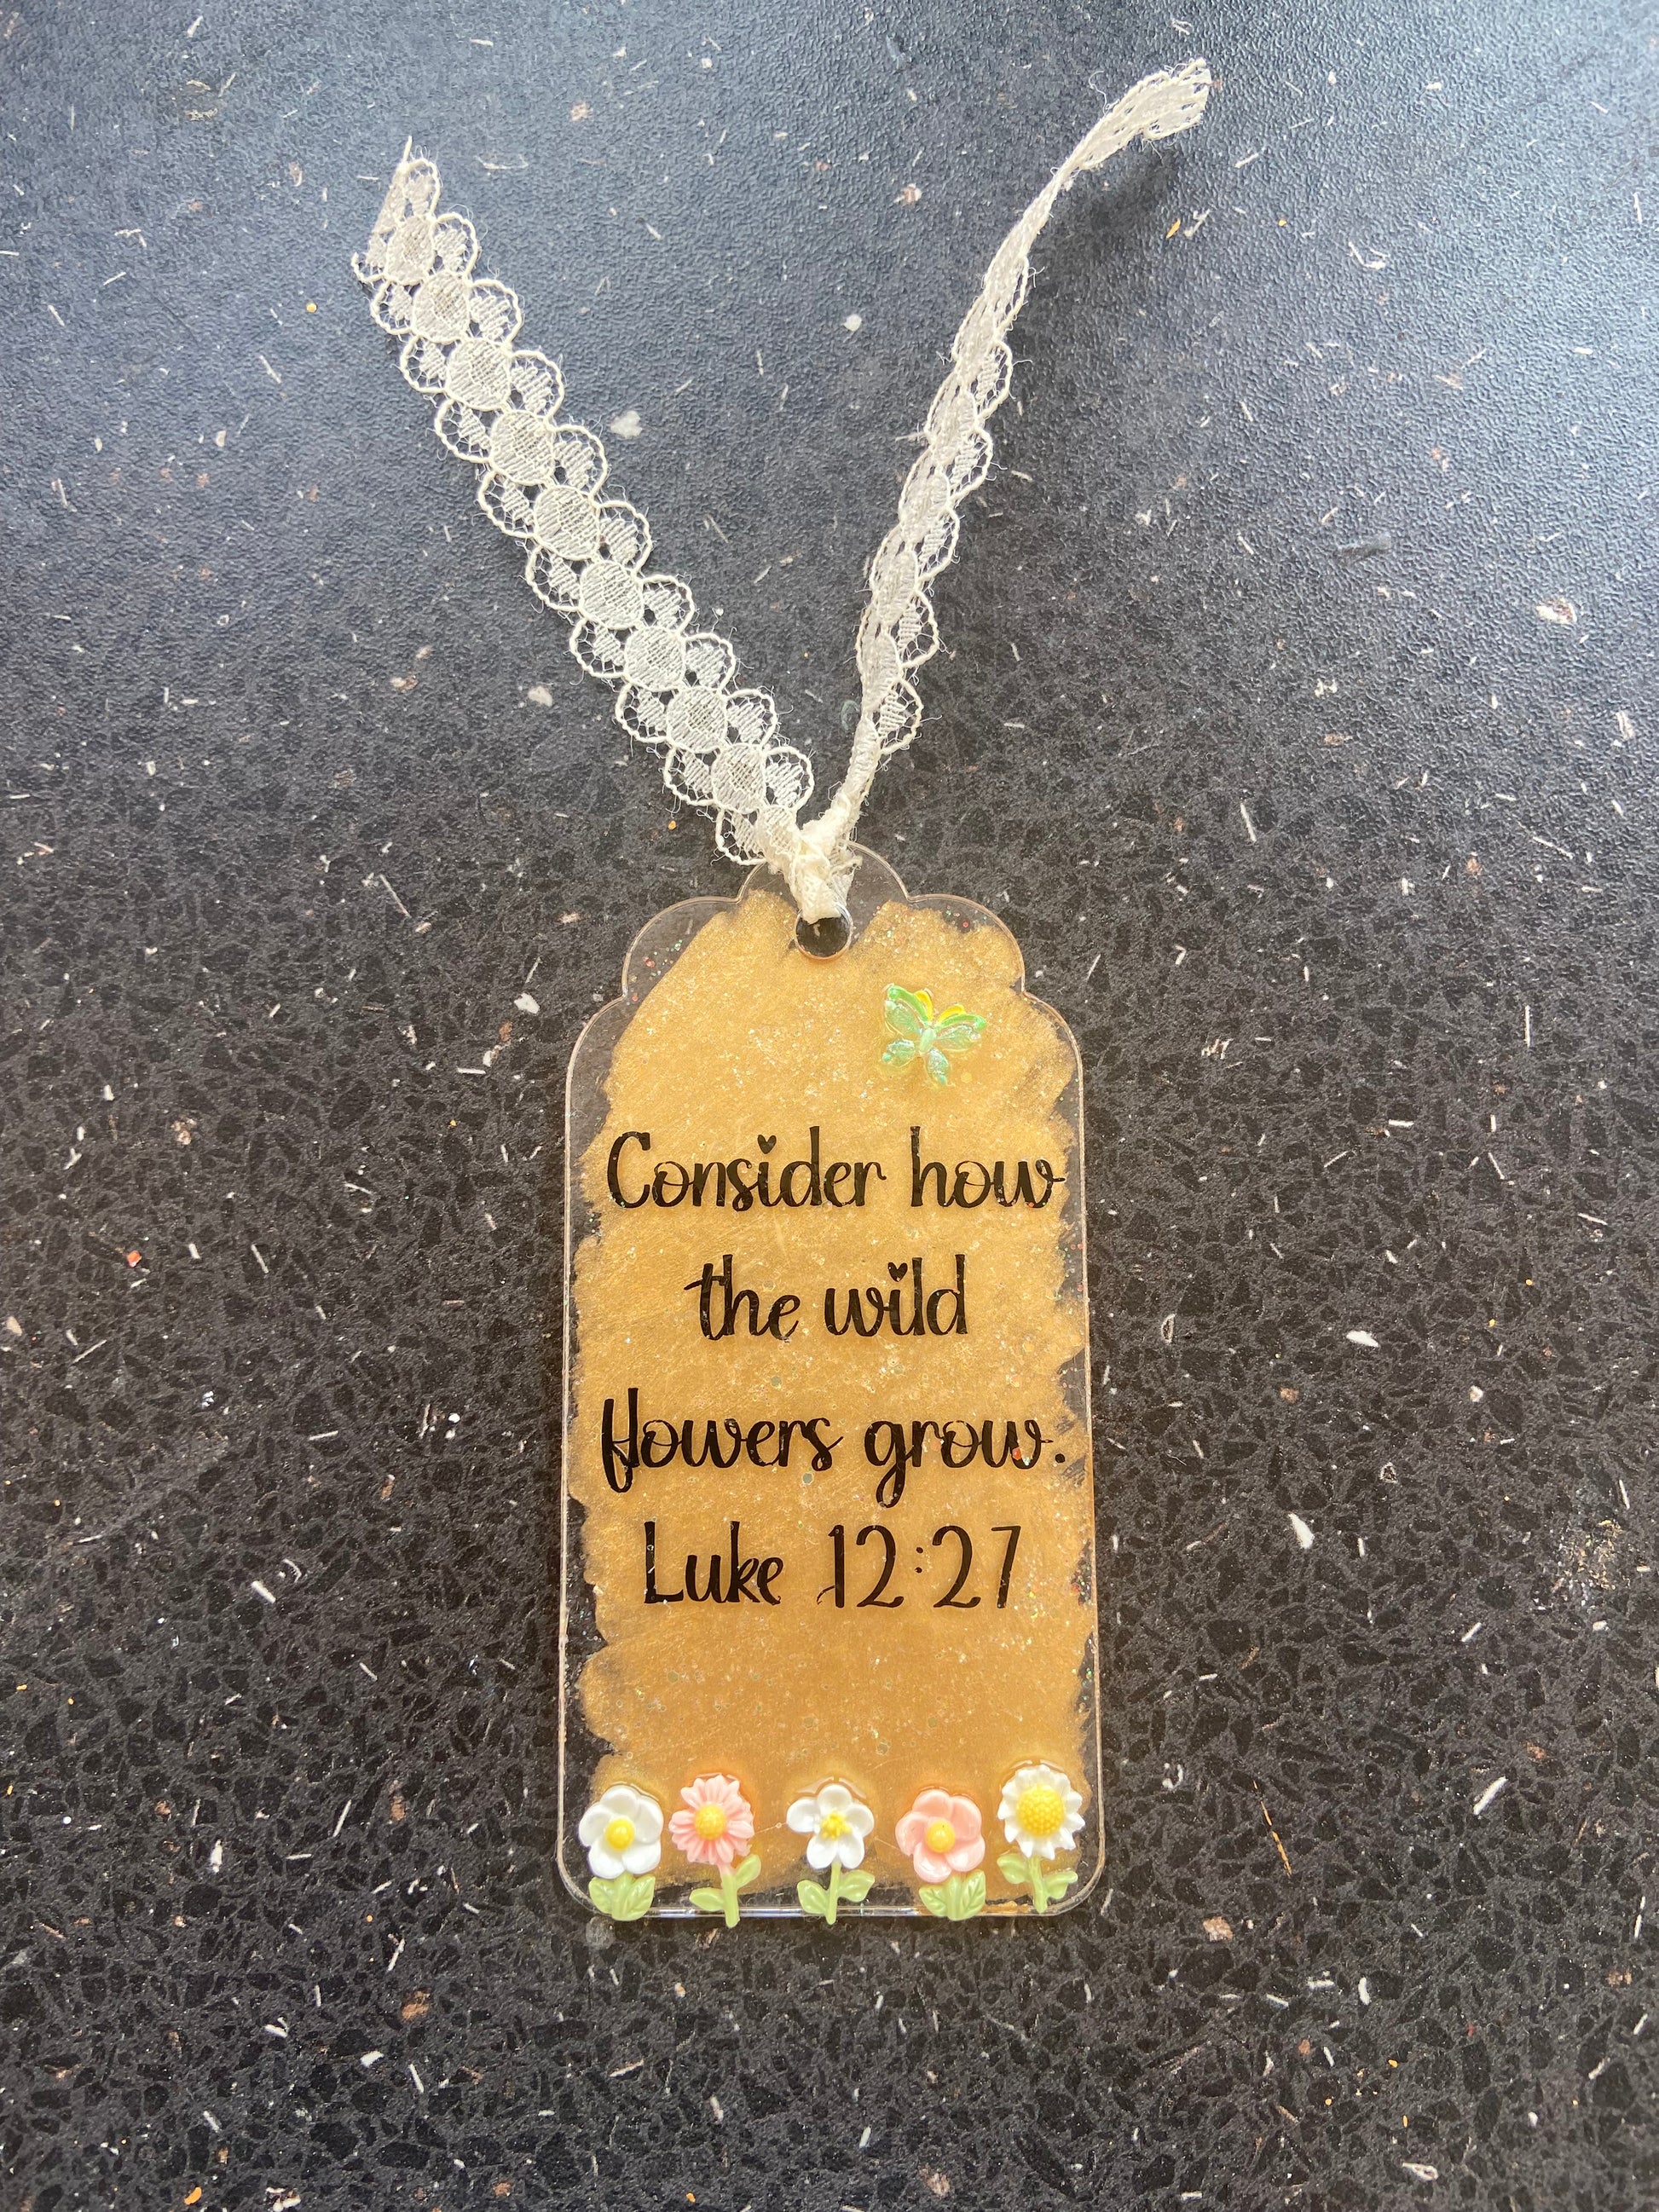 Consider how
the wild
flowers grow.
Luke 12:27